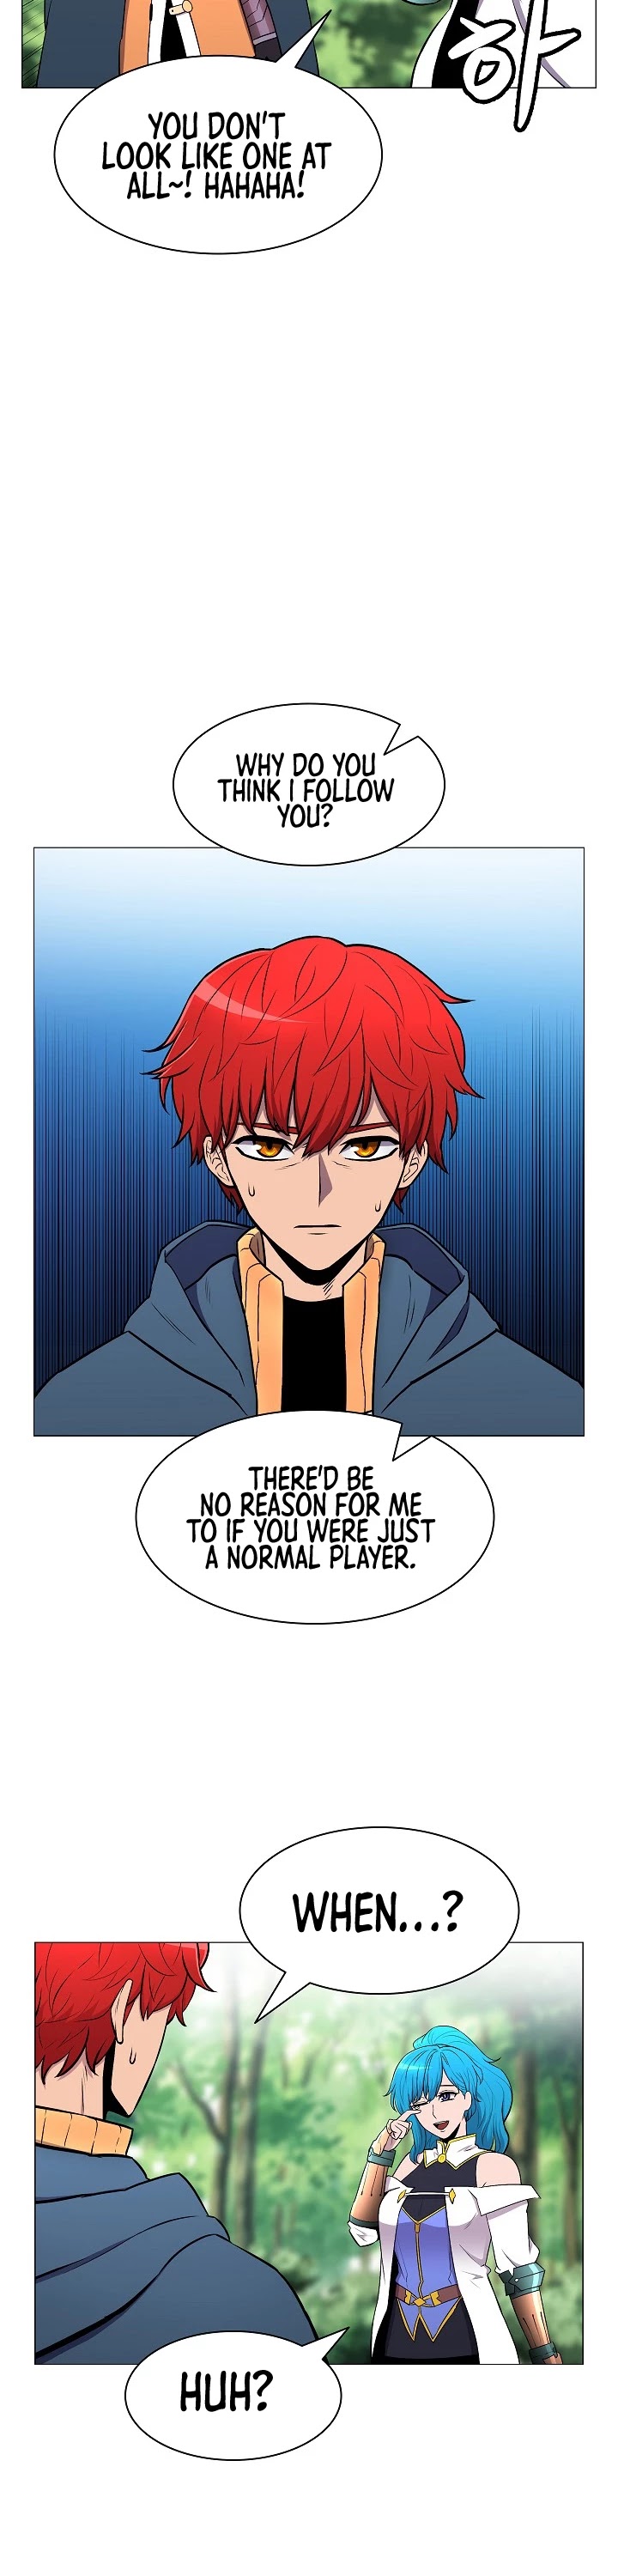 하
YOU DON'T
LOOK LIKE ONE AT
ALL~! HAHAHA!
WHY DO YOU
THINK I FOLLOW
YOU?
THERE'D BE
NO REASON FOR ME
TO IF YOU WERE JUST
A NORMAL PLAYER.
WHEN...?
HUH?